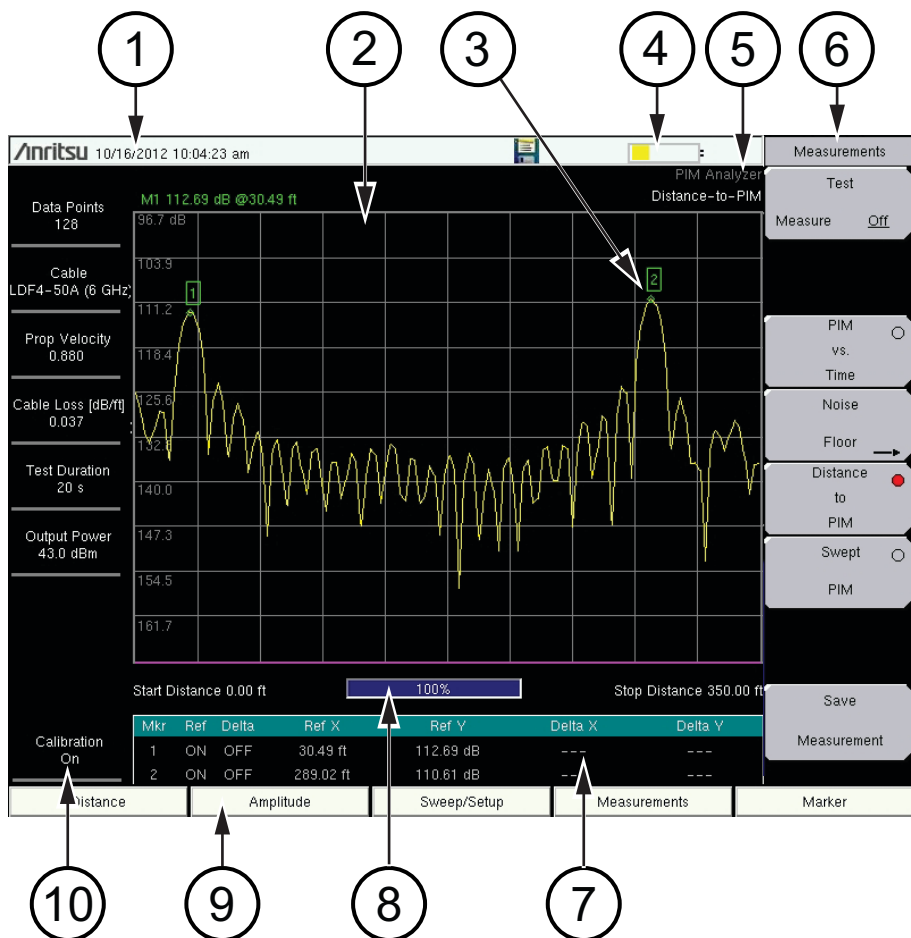 1 2 3 4 5 6
Anritsu 10/16/2012 10:04:23 am
Measurements
PIM Analyzer
Distance-to-PIM
M1 112.69 dB @30.49 ft
Data Points
128
Cable
LDF4-50A (6 GHz)
Prop Velocity
0.880
Cable Loss [dB/ft]
0.037
Test Duration
20 s
Output Power
43.0 dBm
Calibration
On
96.7 dB
103.9
111.2
118.4
125.6
132.8
140.0
147.3
154.5
161.7
1
2
Start Distance 0.00 ft
100%
Stop Distance 350.00 ft
Mkr Ref Delta Ref X Ref Y Delta X Delta Y
1 ON OFF 30.49 ft 112.69 dB --- ---
2 ON OFF 289.02 ft 110.61 dB --- ---
Test
Measure Off
PIM
vs.
Time
Noise
Floor
Distance
to
PIM
Swept
PIM
Save
Measurement
Distance Amplitude Sweep/Setup Measurements Marker
10 9 8 7